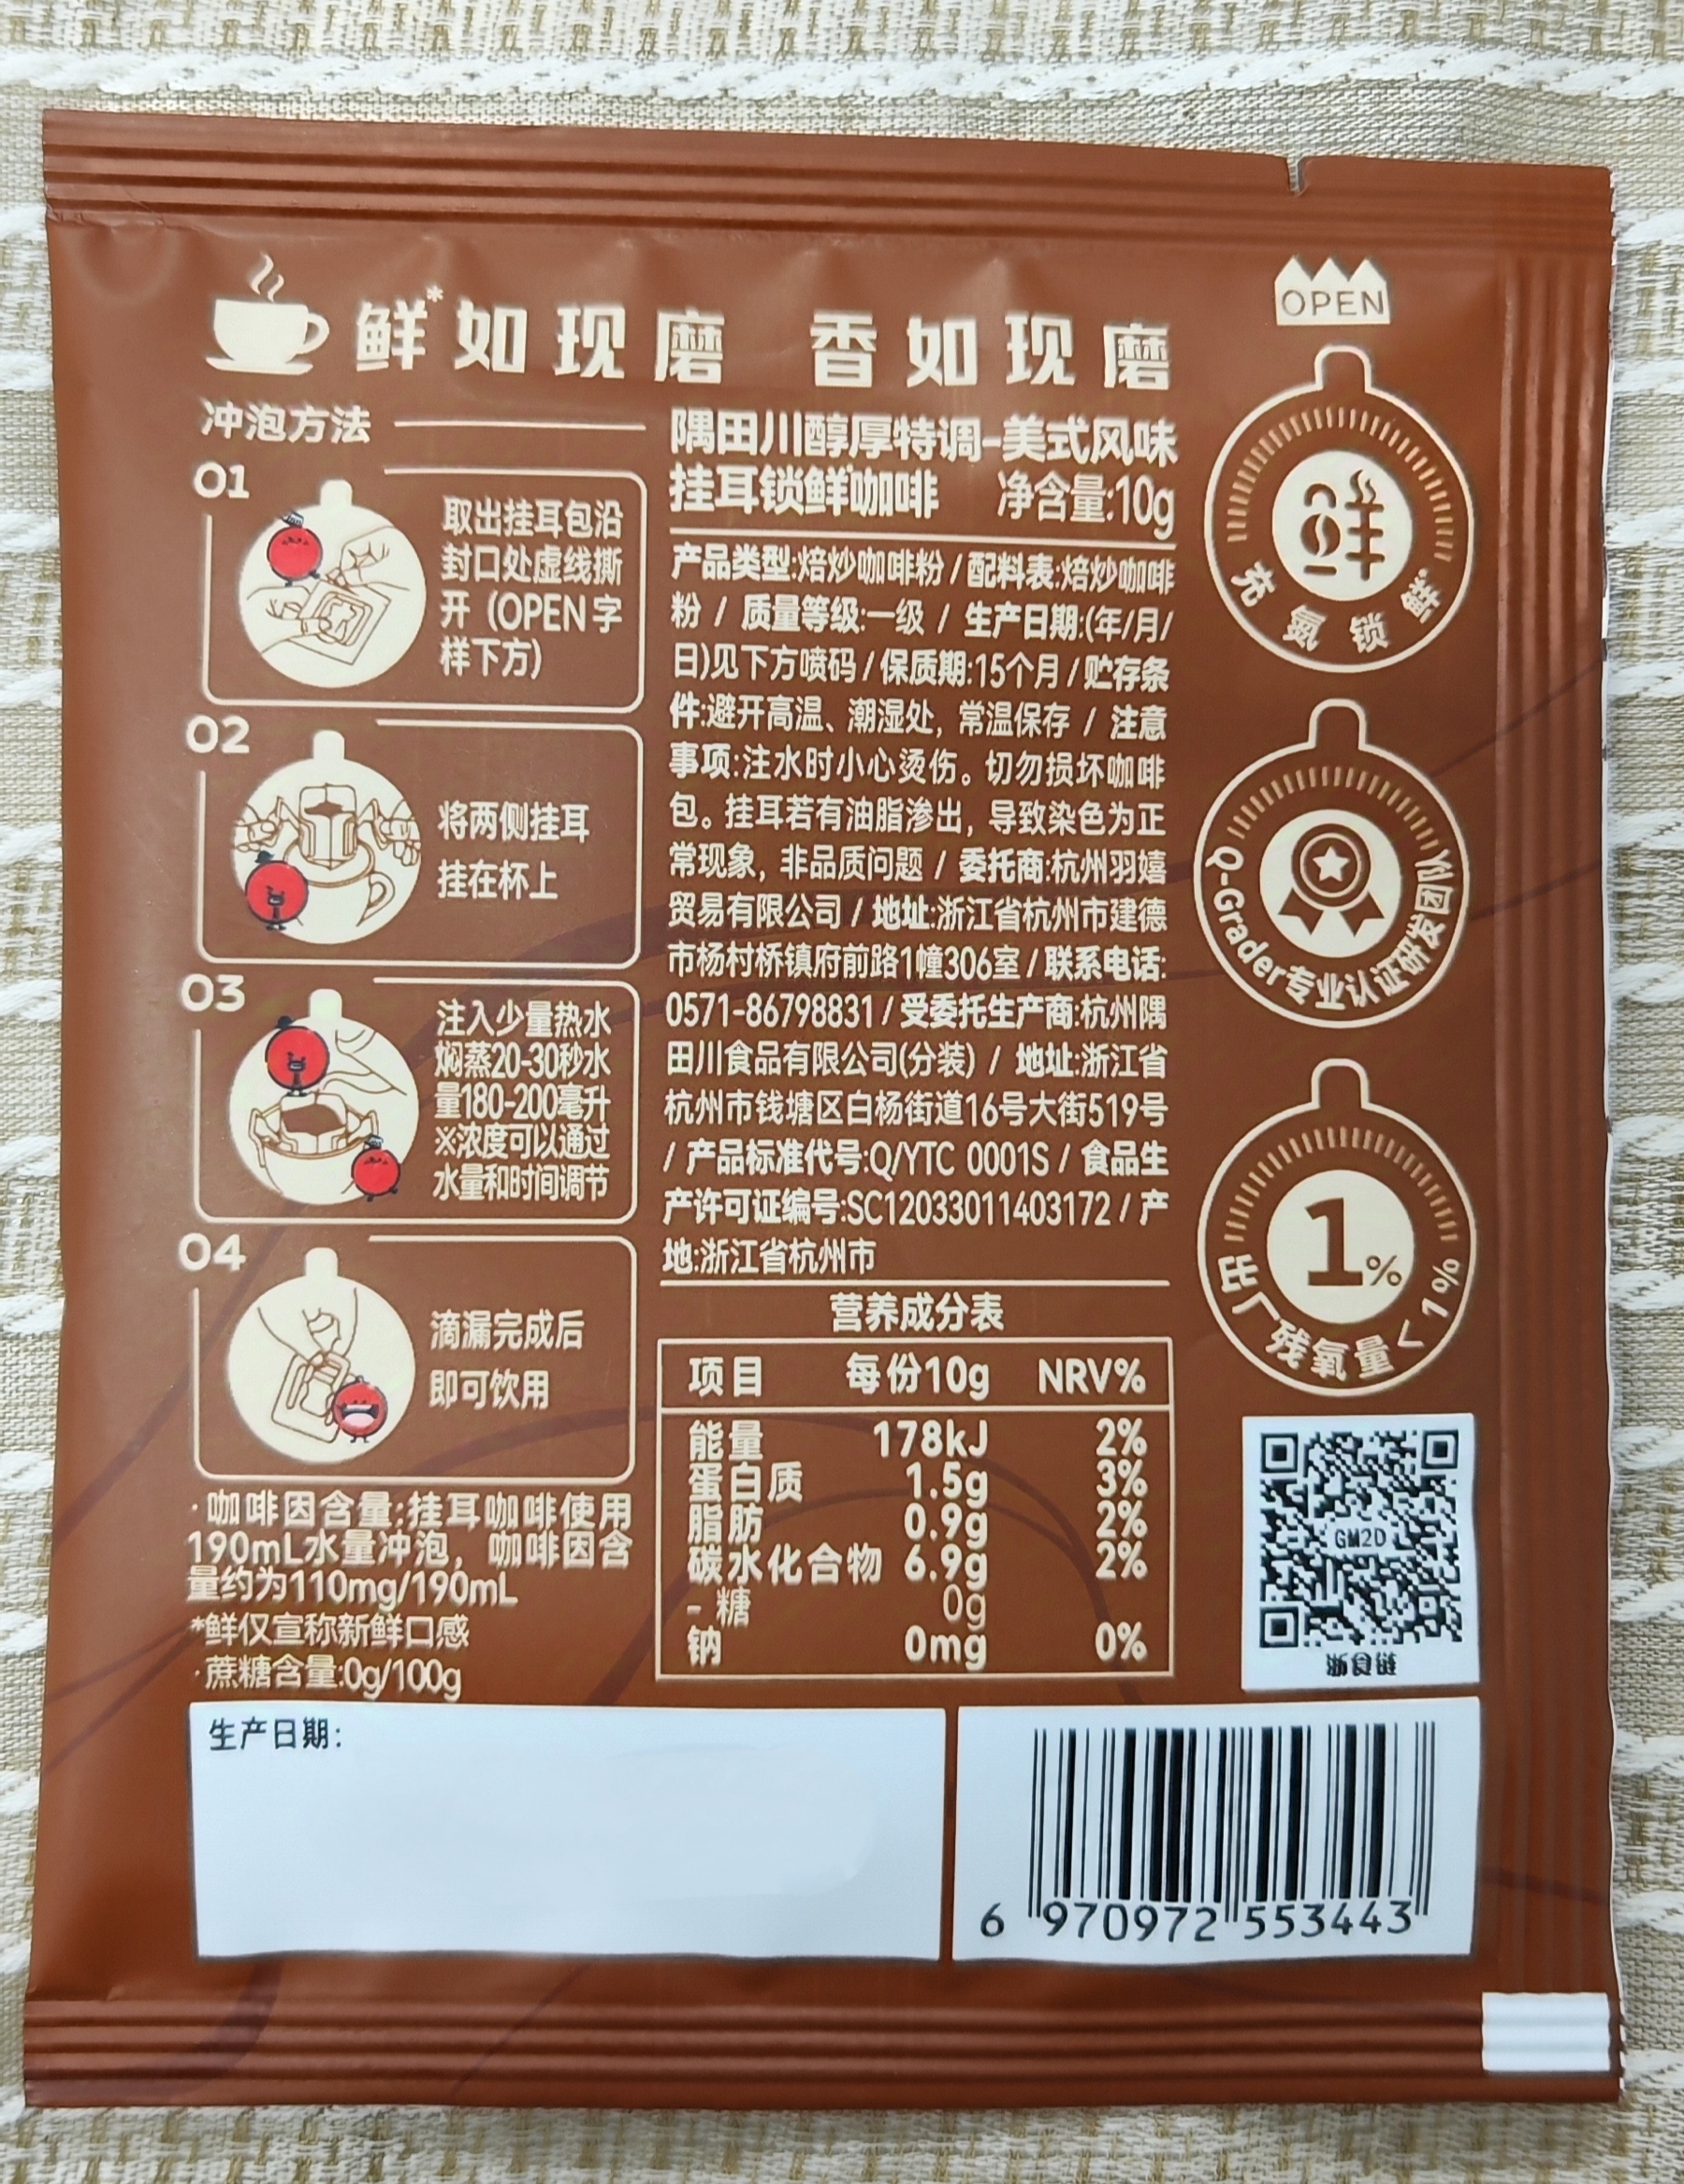 鲜*如现磨 香如现磨
OPEN
冲泡方法
01
取出挂耳包沿
封口处虚线撕
开 (OPEN字
样下方)
02
将两侧挂耳
挂在杯上
03
注入少量热水
焖蒸20-30秒水
量180-200毫升
※浓度可以通过
水量和时间调节
04
滴漏完成后
即可饮用
·咖啡因含量:挂耳咖啡使用
190mL水量冲泡，咖啡因含
量约为110mg/190mL
*鲜仅宣称新鲜口感
·蔗糖含量:0g/100g
隅田川醇厚特调-美式风味
挂耳锁鲜咖啡 净含量:10g
产品类型:焙炒咖啡粉 / 配料表:焙炒咖啡
粉 / 质量等级:一级 / 生产日期:(年/月/
日)见下方喷码 / 保质期:15个月 / 贮存条
件:避开高温、潮湿处, 常温保存 / 注意
事项:注水时小心烫伤。切勿损坏咖啡
包。挂耳若有油脂渗出, 导致染色为正
常现象, 非品质问题 / 委托商:杭州羽嬉
贸易有限公司 / 地址:浙江省杭州市建德
市杨村桥镇府前路1幢306室 / 联系电话:
0571-86798831 / 受委托生产商:杭州隅
田川食品有限公司(分装) / 地址:浙江省
杭州市钱塘区白杨街道16号大街519号
/ 产品标准代号:Q/YTC 0001S / 食品生
产许可证编号:SC12033011403172 / 产
地:浙江省杭州市
营养成分表
项目 每份10g NRV%
能量 178kJ 2%
蛋白质 1.5g 3%
脂肪 0.9g 2%
碳水化合物 6.9g 2%
- 糖 0g
钠 0mg 0%
鲜
充氮锁鲜*
Q-Grader专业认证研发团队
1%
出厂残氧量<1%
GM2D
浙食链
生产日期:
6 970972 553443